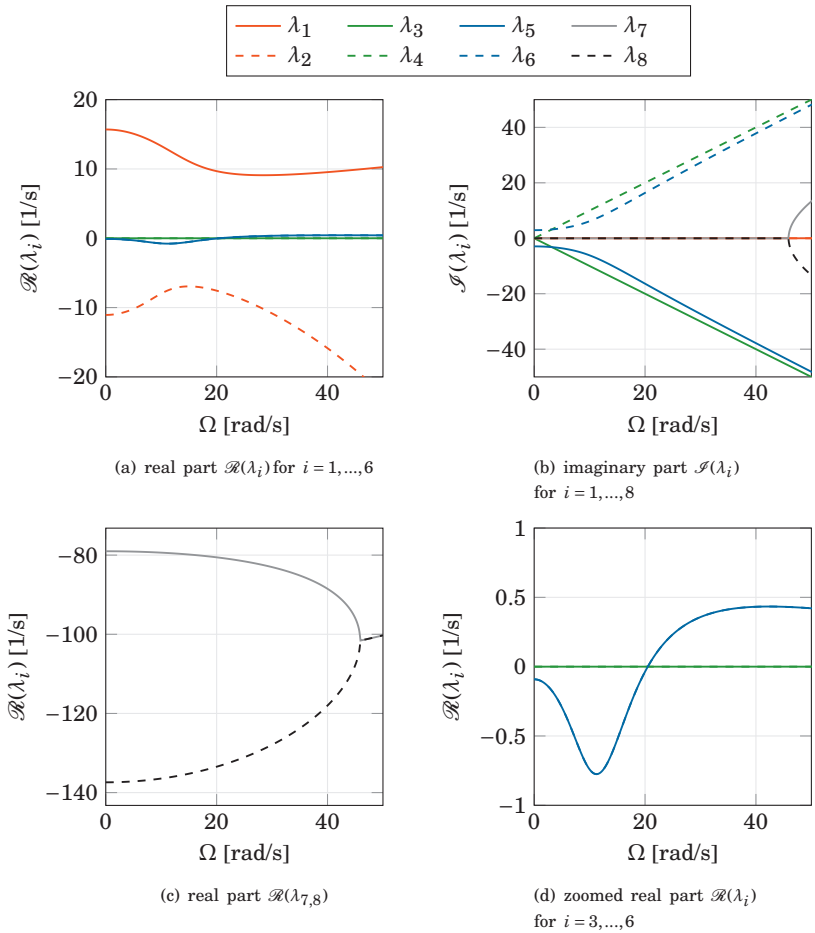 λ1 λ3 λ5 λ7
λ2 λ4 λ6 λ8
20
10
0
−10
−20
ℛ(λi) [1/s]
0 20 40
Ω [rad/s]
(a) real part ℛ(λi) for i = 1,...,6
40
20
0
−20
−40
ℐ(λi) [1/s]
0 20 40
Ω [rad/s]
(b) imaginary part ℐ(λi)
for i = 1,...,8
−80
−100
−120
−140
ℛ(λi) [1/s]
0 20 40
Ω [rad/s]
(c) real part ℛ(λ7,8)
1
0.5
0
−0.5
−1
ℛ(λi) [1/s]
0 20 40
Ω [rad/s]
(d) zoomed real part ℛ(λi)
for i = 3,...,6